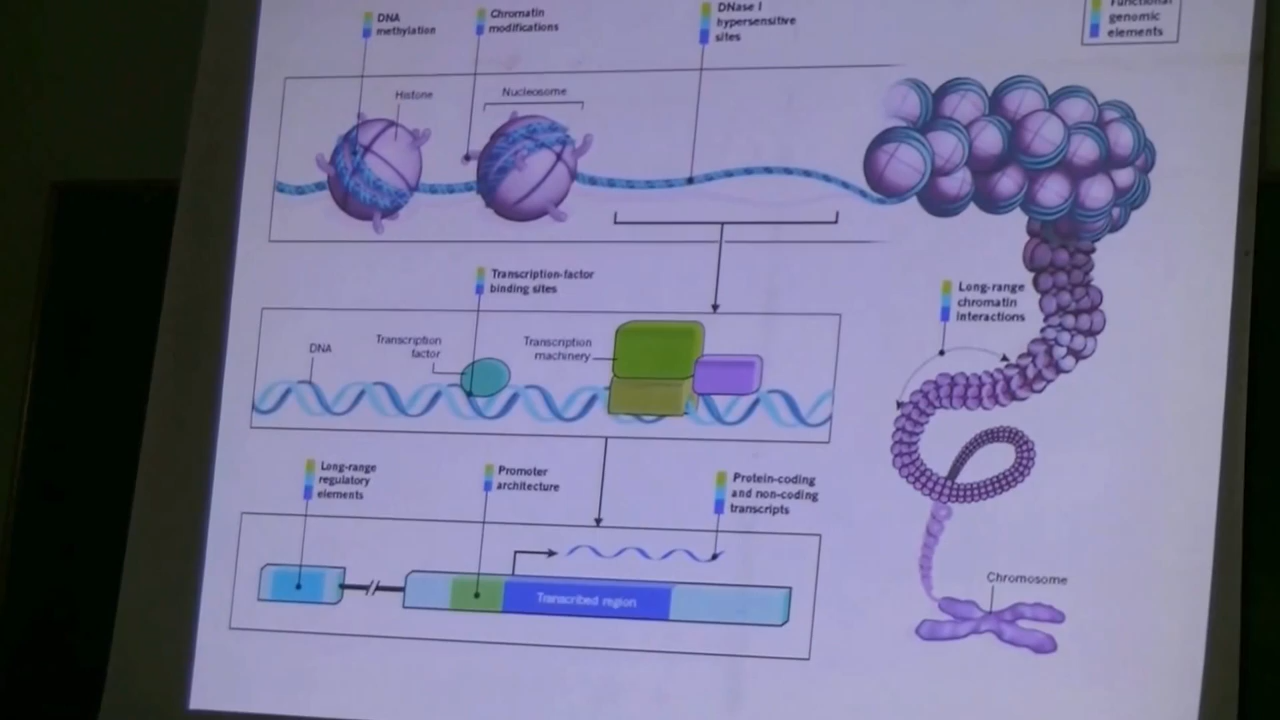 DNA
methylation
Chromatin
modifications
DNase I
hypersensitive
sites
Functional
genomic
elements
Histone
Nucleosome
Transcription-factor
binding sites
Long-range
chromatin
interactions
DNA
Transcription
factor
Transcription
machinery
Long-range
regulatory
elements
Promoter
architecture
Protein-coding
and non-coding
transcripts
Transcribed region
Chromosome